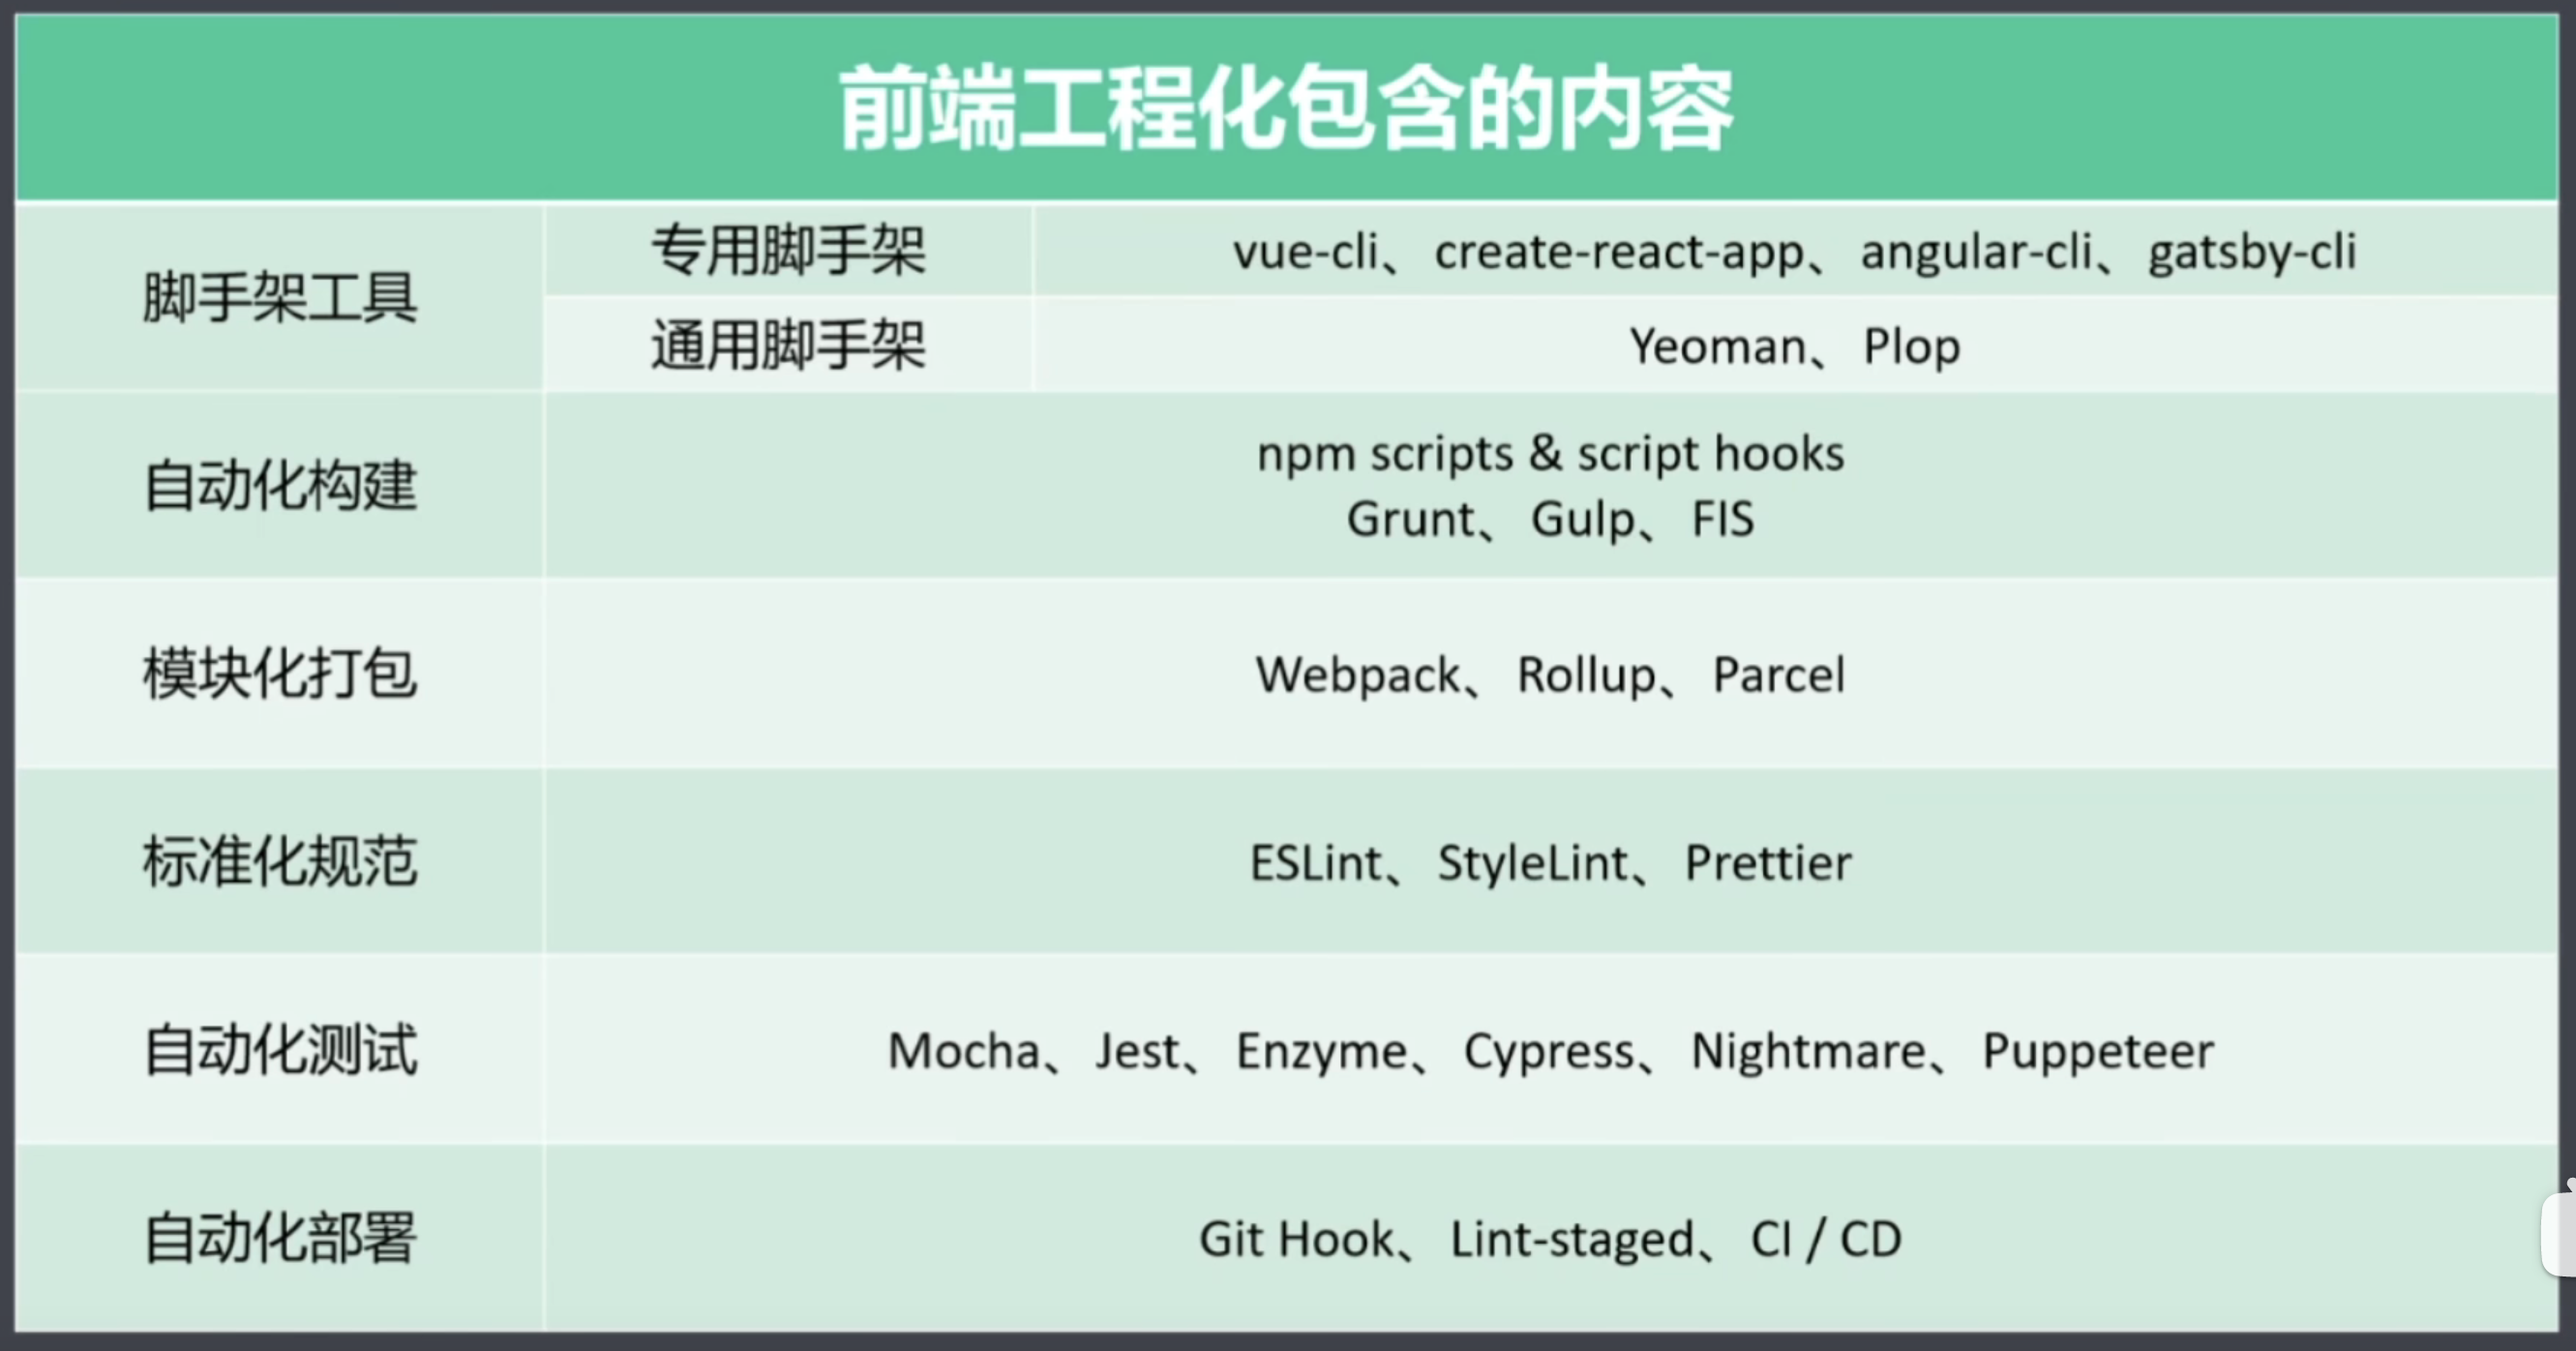 前端工程化包含的内容
脚手架工具
专用脚手架
vue-cli、create-react-app、angular-cli、gatsby-cli
通用脚手架
Yeoman、Plop
自动化构建
npm scripts & script hooks
Grunt、Gulp、FIS
模块化打包
Webpack、Rollup、Parcel
标准化规范
ESLint、StyleLint、Prettier
自动化测试
Mocha、Jest、Enzyme、Cypress、Nightmare、Puppeteer
自动化部署
Git Hook、Lint-staged、CI / CD